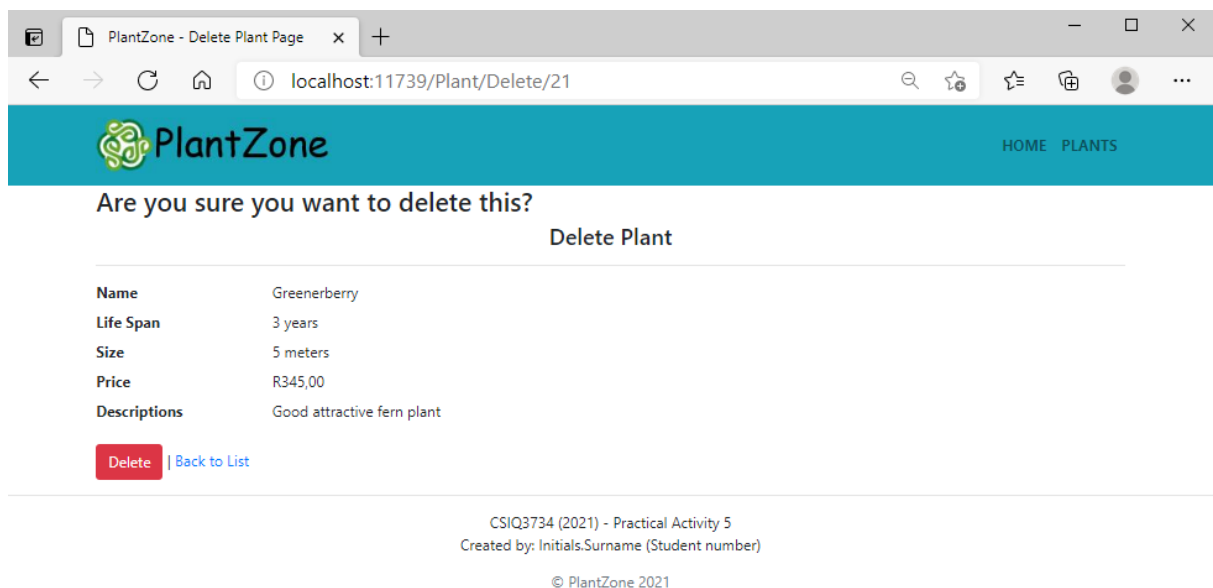 PlantZone - Delete Plant Page
localhost:11739/Plant/Delete/21
PlantZone
HOME PLANTS
Are you sure you want to delete this?
Delete Plant
Name Greenerberry
Life Span 3 years
Size 5 meters
Price R345,00
Descriptions Good attractive fern plant
Delete | Back to List
CSIQ3734 (2021) - Practical Activity 5
Created by: Initials.Surname (Student number)
© PlantZone 2021